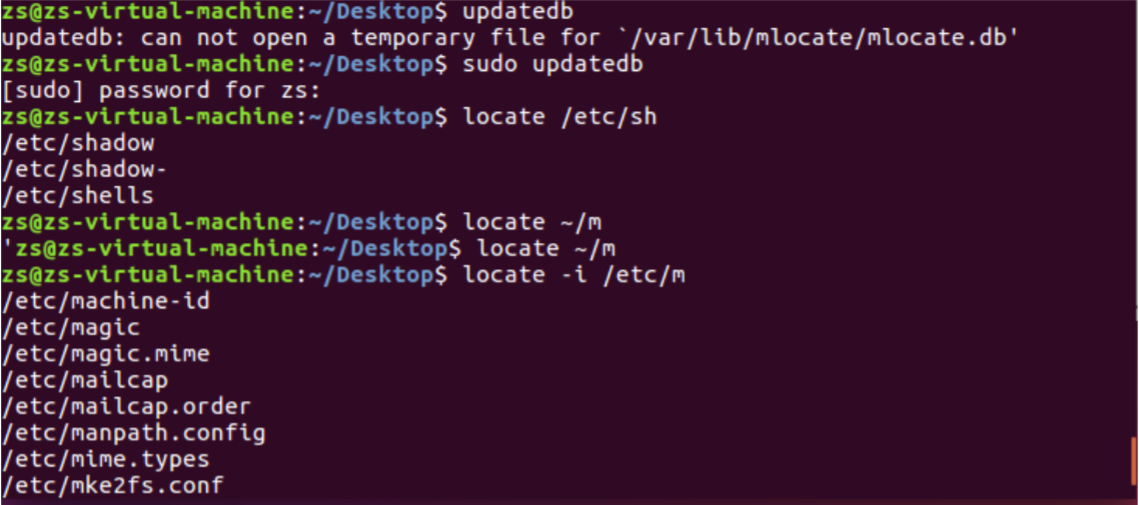 zs@zs-virtual-machine:~/Desktop$ updatedb
updatedb: can not open a temporary file for `/var/lib/mlocate/mlocate.db'
zs@zs-virtual-machine:~/Desktop$ sudo updatedb
[sudo] password for zs:
zs@zs-virtual-machine:~/Desktop$ locate /etc/sh
/etc/shadow
/etc/shadow-
/etc/shells
zs@zs-virtual-machine:~/Desktop$ locate ~/m
'zs@zs-virtual-machine:~/Desktop$ locate ~/m
zs@zs-virtual-machine:~/Desktop$ locate -i /etc/m
/etc/machine-id
/etc/magic
/etc/magic.mime
/etc/mailcap
/etc/mailcap.order
/etc/manpath.config
/etc/mime.types
/etc/mke2fs.conf